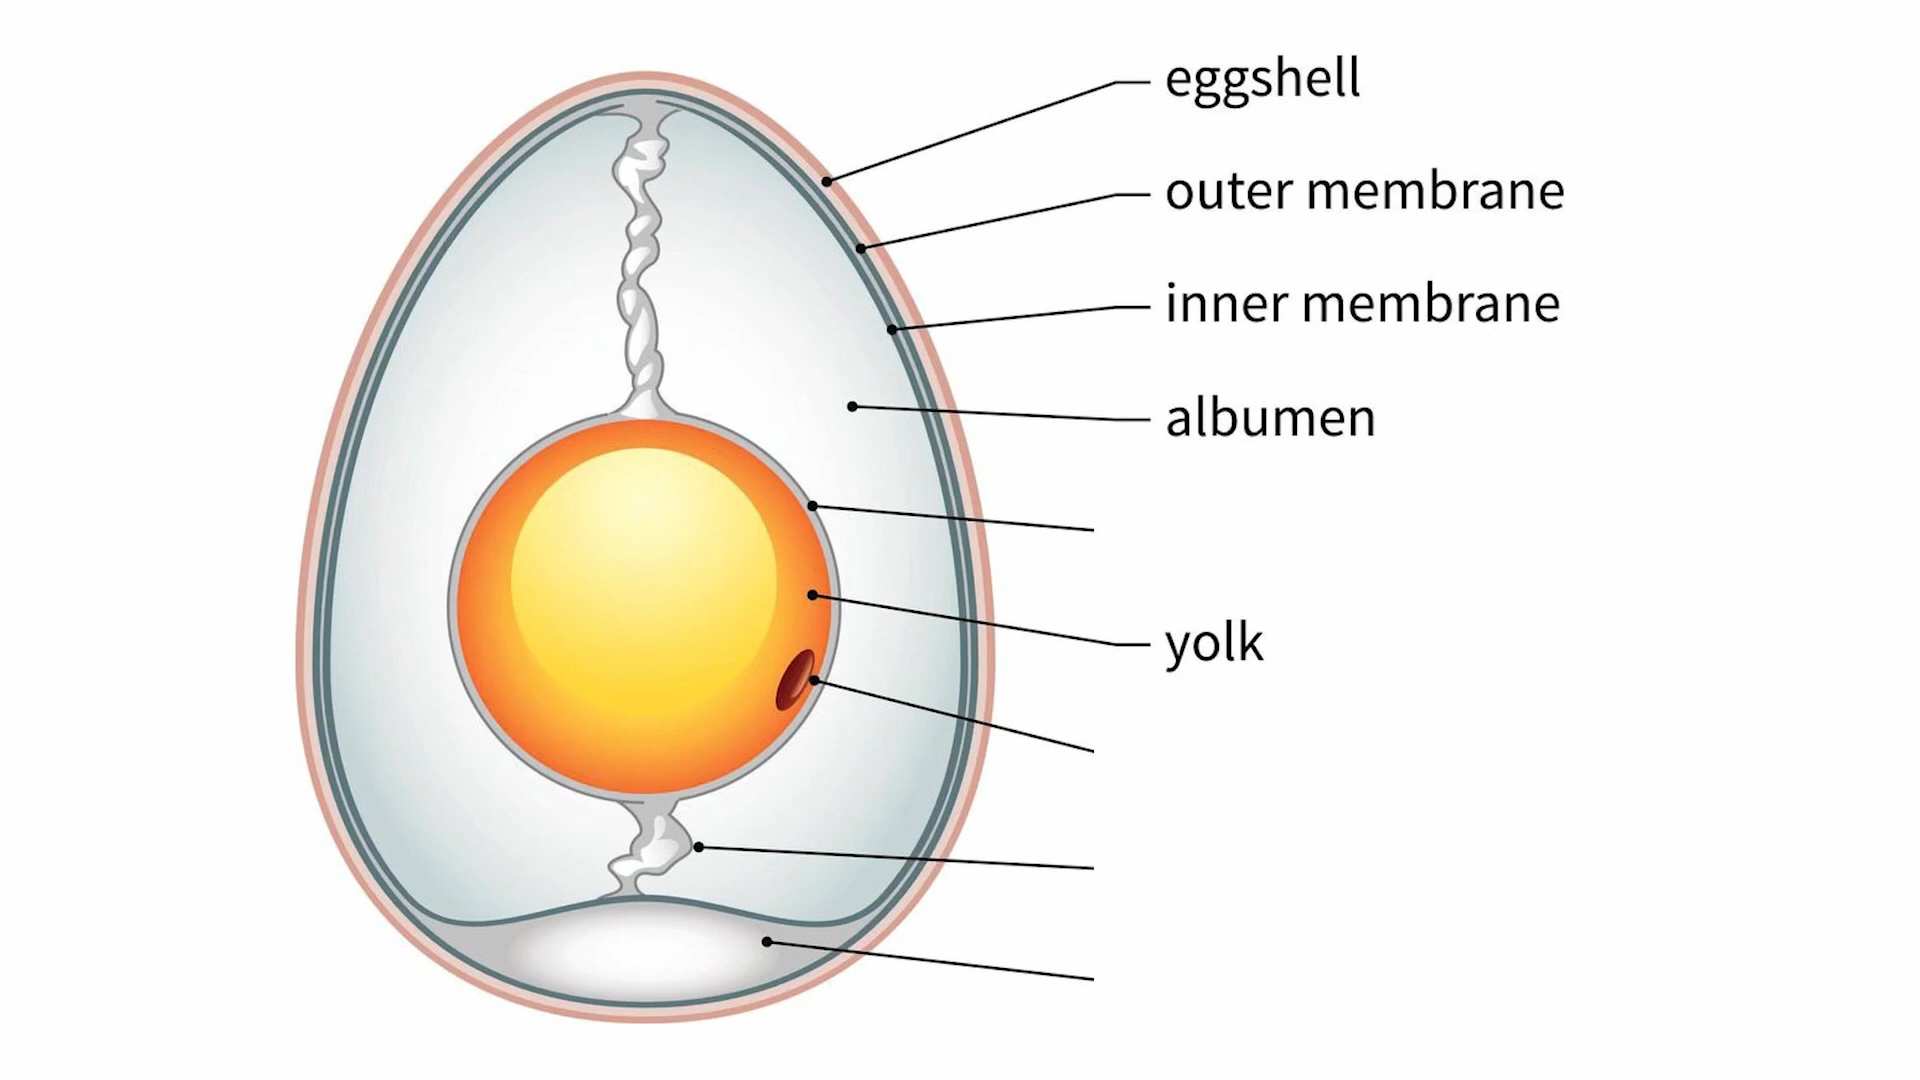 eggshell
outer membrane
inner membrane
albumen
yolk